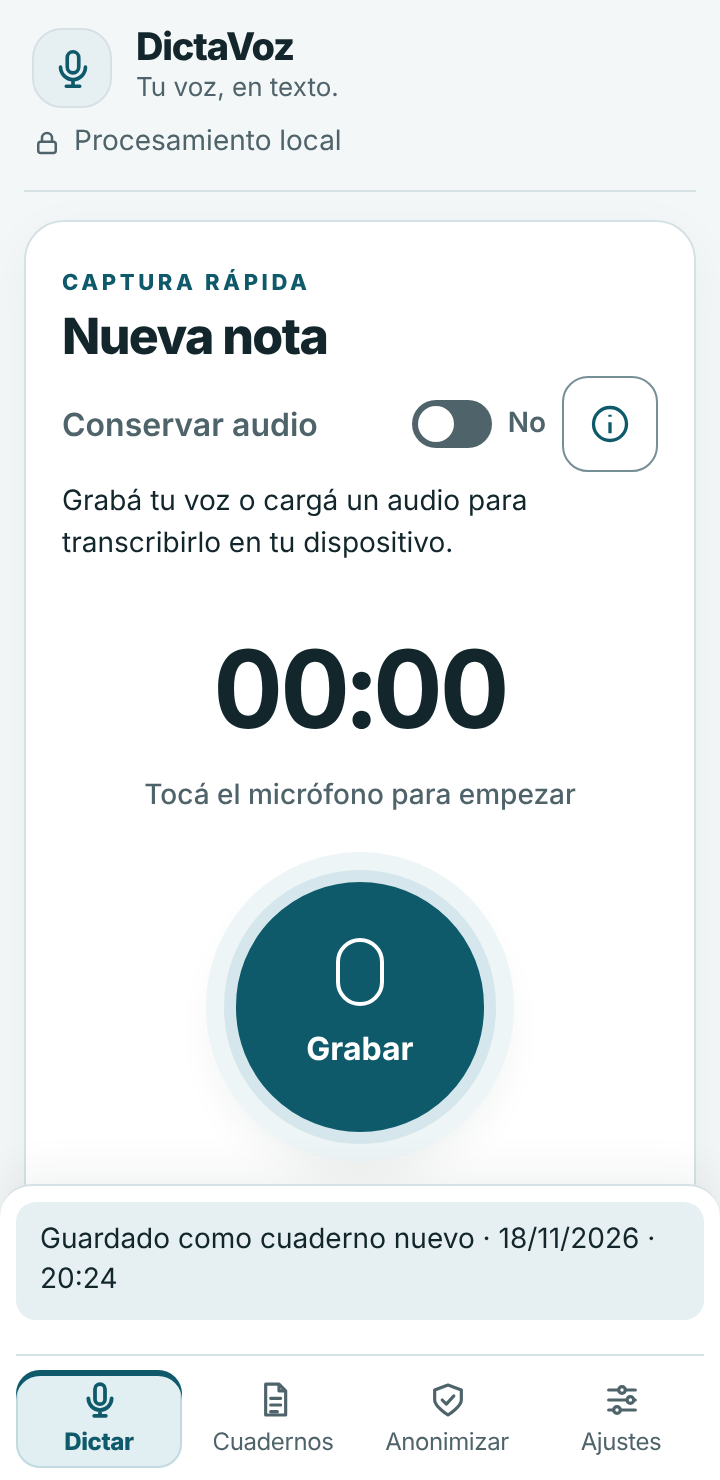 DictaVoz
Tu voz, en texto.
Procesamiento local
CAPTURA RÁPIDA
Nueva nota
Conservar audio
No
Grabá tu voz o cargá un audio para
transcribirlo en tu dispositivo.
00:00
Tocá el micrófono para empezar
Grabar
Guardado como cuaderno nuevo · 18/11/2026 ·
20:24
Dictar
Cuadernos
Anonimizar
Ajustes